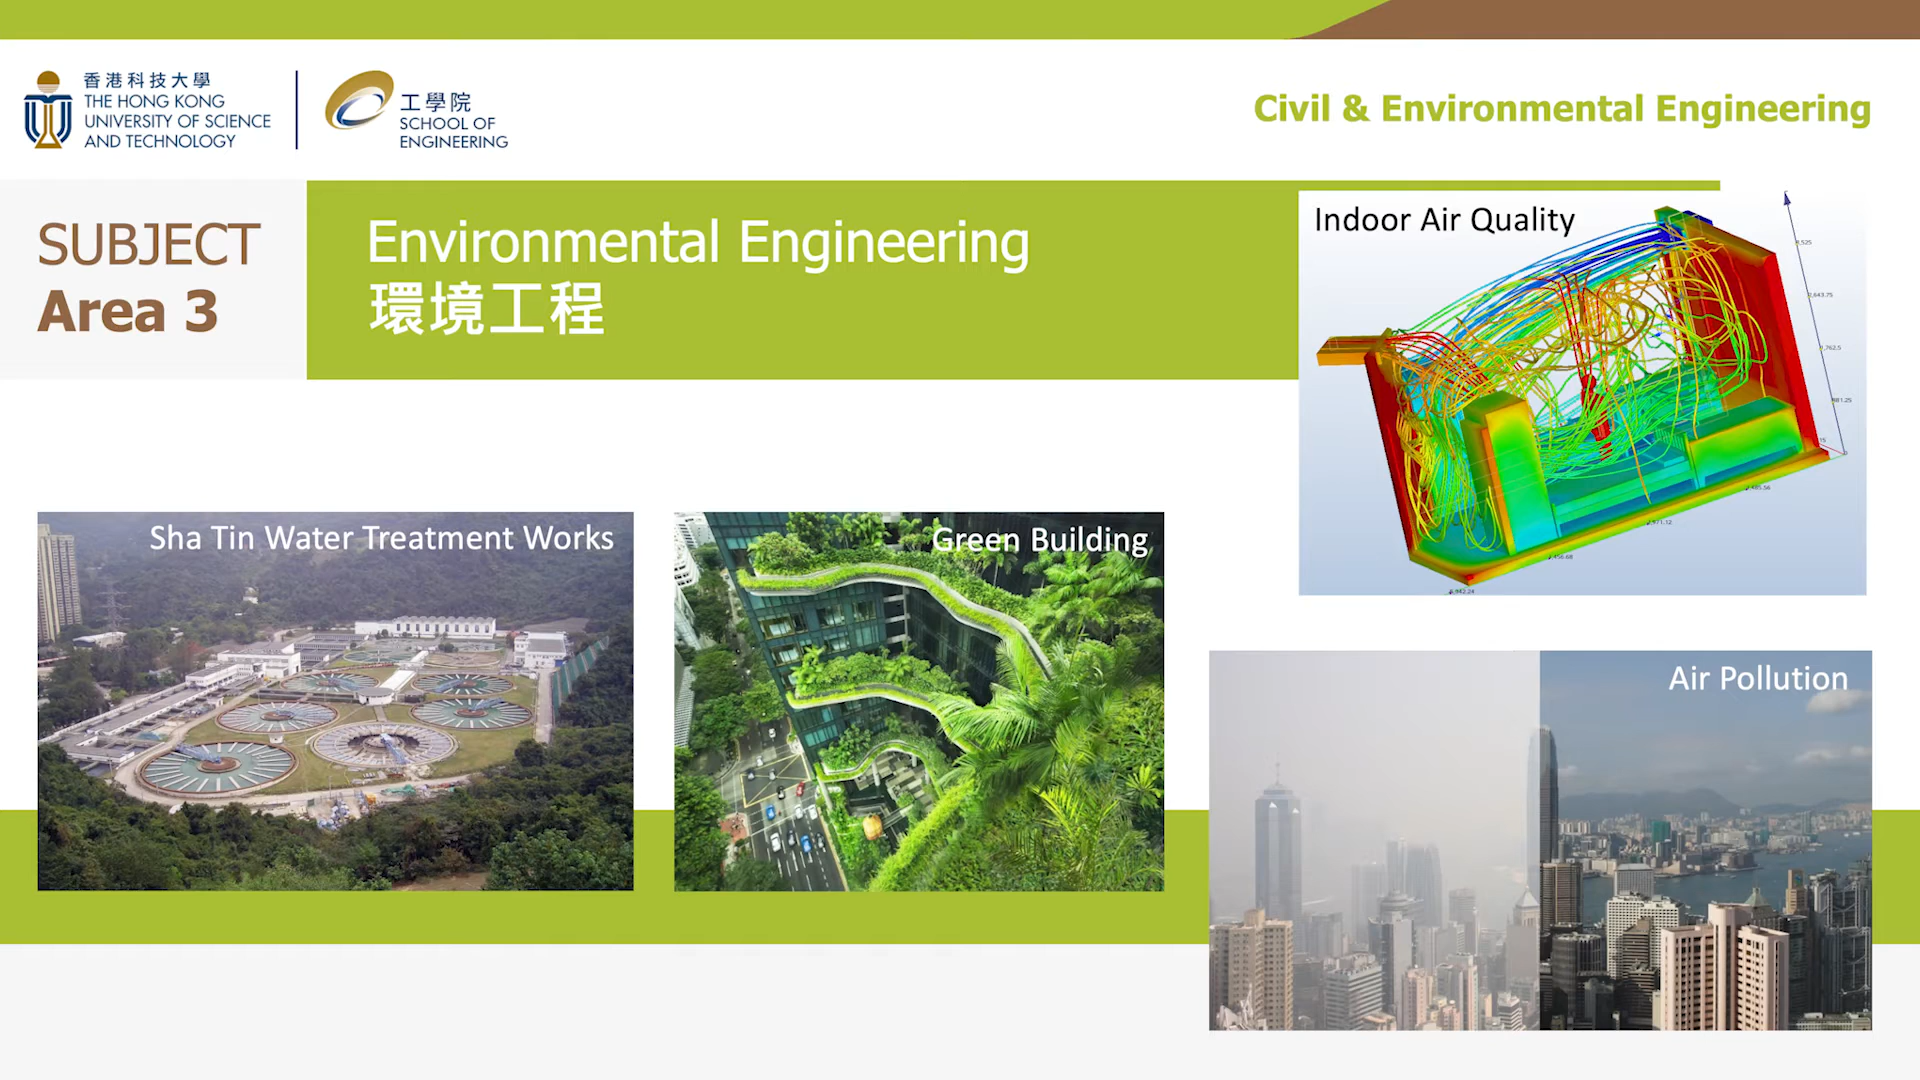 香港科技大學
THE HONG KONG
UNIVERSITY OF SCIENCE
AND TECHNOLOGY
工學院
SCHOOL OF
ENGINEERING
Civil & Environmental Engineering
SUBJECT
Area 3
Environmental Engineering
環境工程
Indoor Air Quality
Sha Tin Water Treatment Works
Green Building
Air Pollution